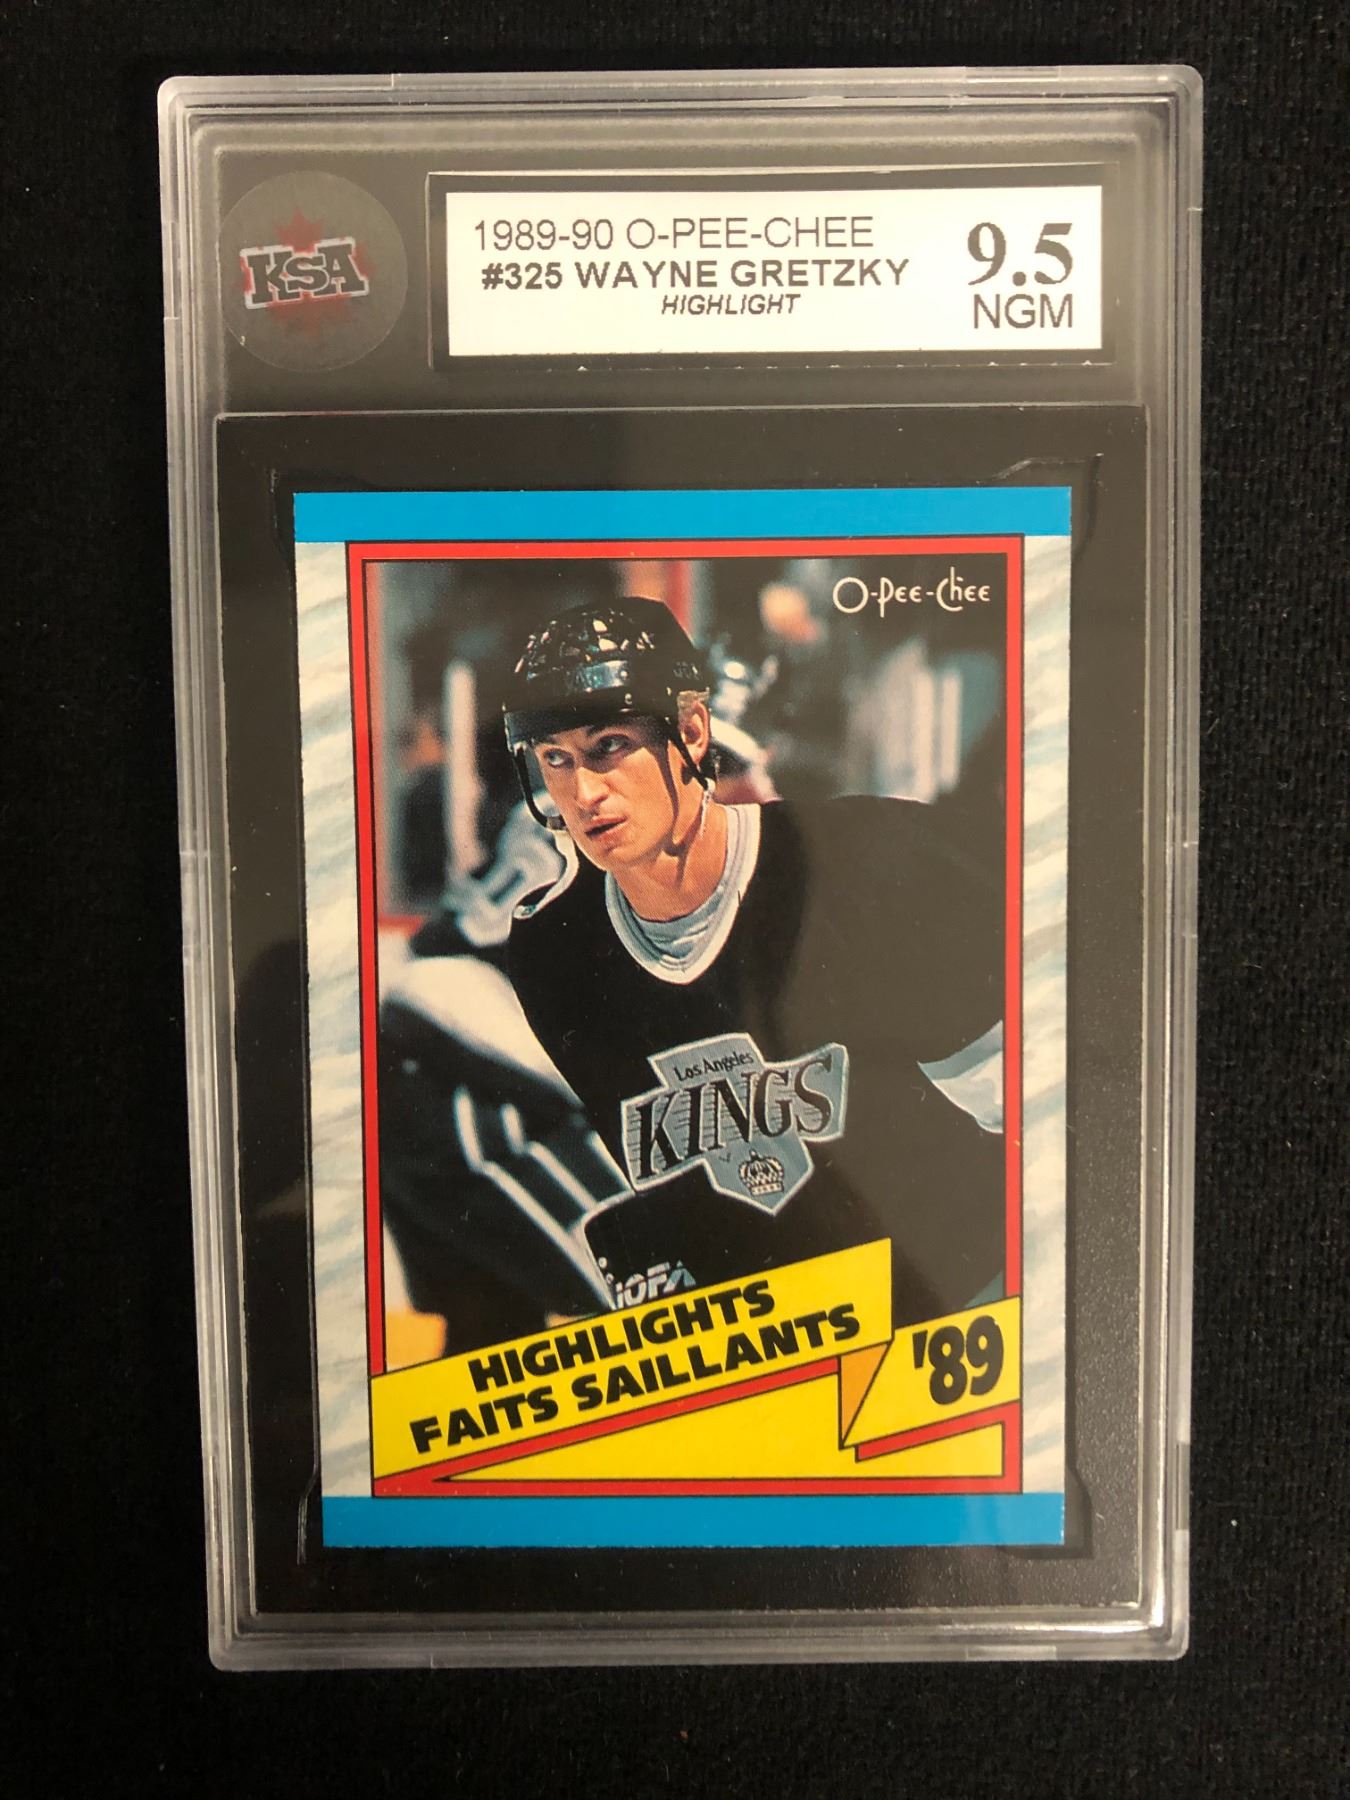 KSA
1989-90 O-PEE-CHEE
#325 WAYNE GRETZKY
HIGHLIGHT
9.5
NGM
O-Pee-Chee
Los Angeles
KINGS
HIGHLIGHTS
FAITS SAILLANTS
'89